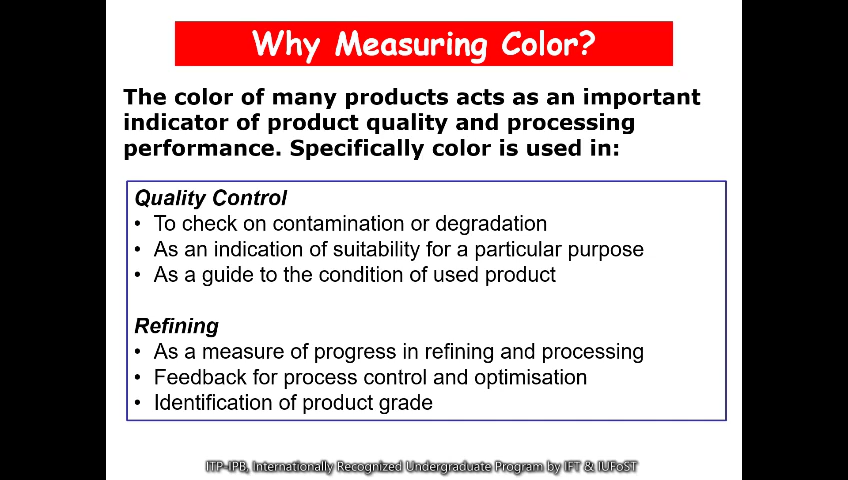 Why Measuring Color?
The color of many products acts as an important
indicator of product quality and processing
performance. Specifically color is used in:
Quality Control
• To check on contamination or degradation
• As an indication of suitability for a particular purpose
• As a guide to the condition of used product
Refining
• As a measure of progress in refining and processing
• Feedback for process control and optimisation
• Identification of product grade
ITP-IPB, Internationally Recognized Undergraduate Program by IFT & IUFoST